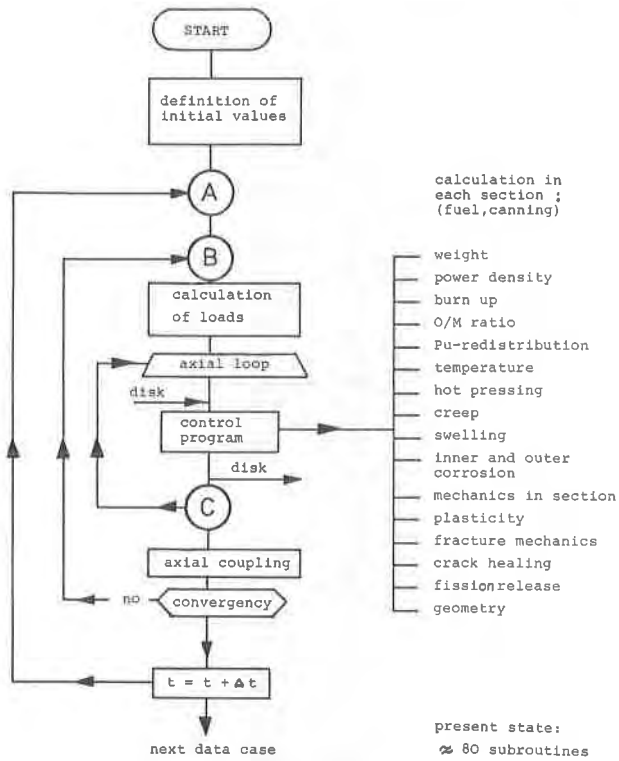 START
definition of
initial values
A
B
calculation
of loads
axial loop
disk
control
program
disk
C
axial coupling
no
convergency
t = t + Δt
next data case
calculation in
each section ;
(fuel,canning)
weight
power density
burn up
O/M ratio
Pu-redistribution
temperature
hot pressing
creep
swelling
inner and outer
corrosion
mechanics in section
plasticity
fracture mechanics
crack healing
fission release
geometry
present state:
≈ 80 subroutines